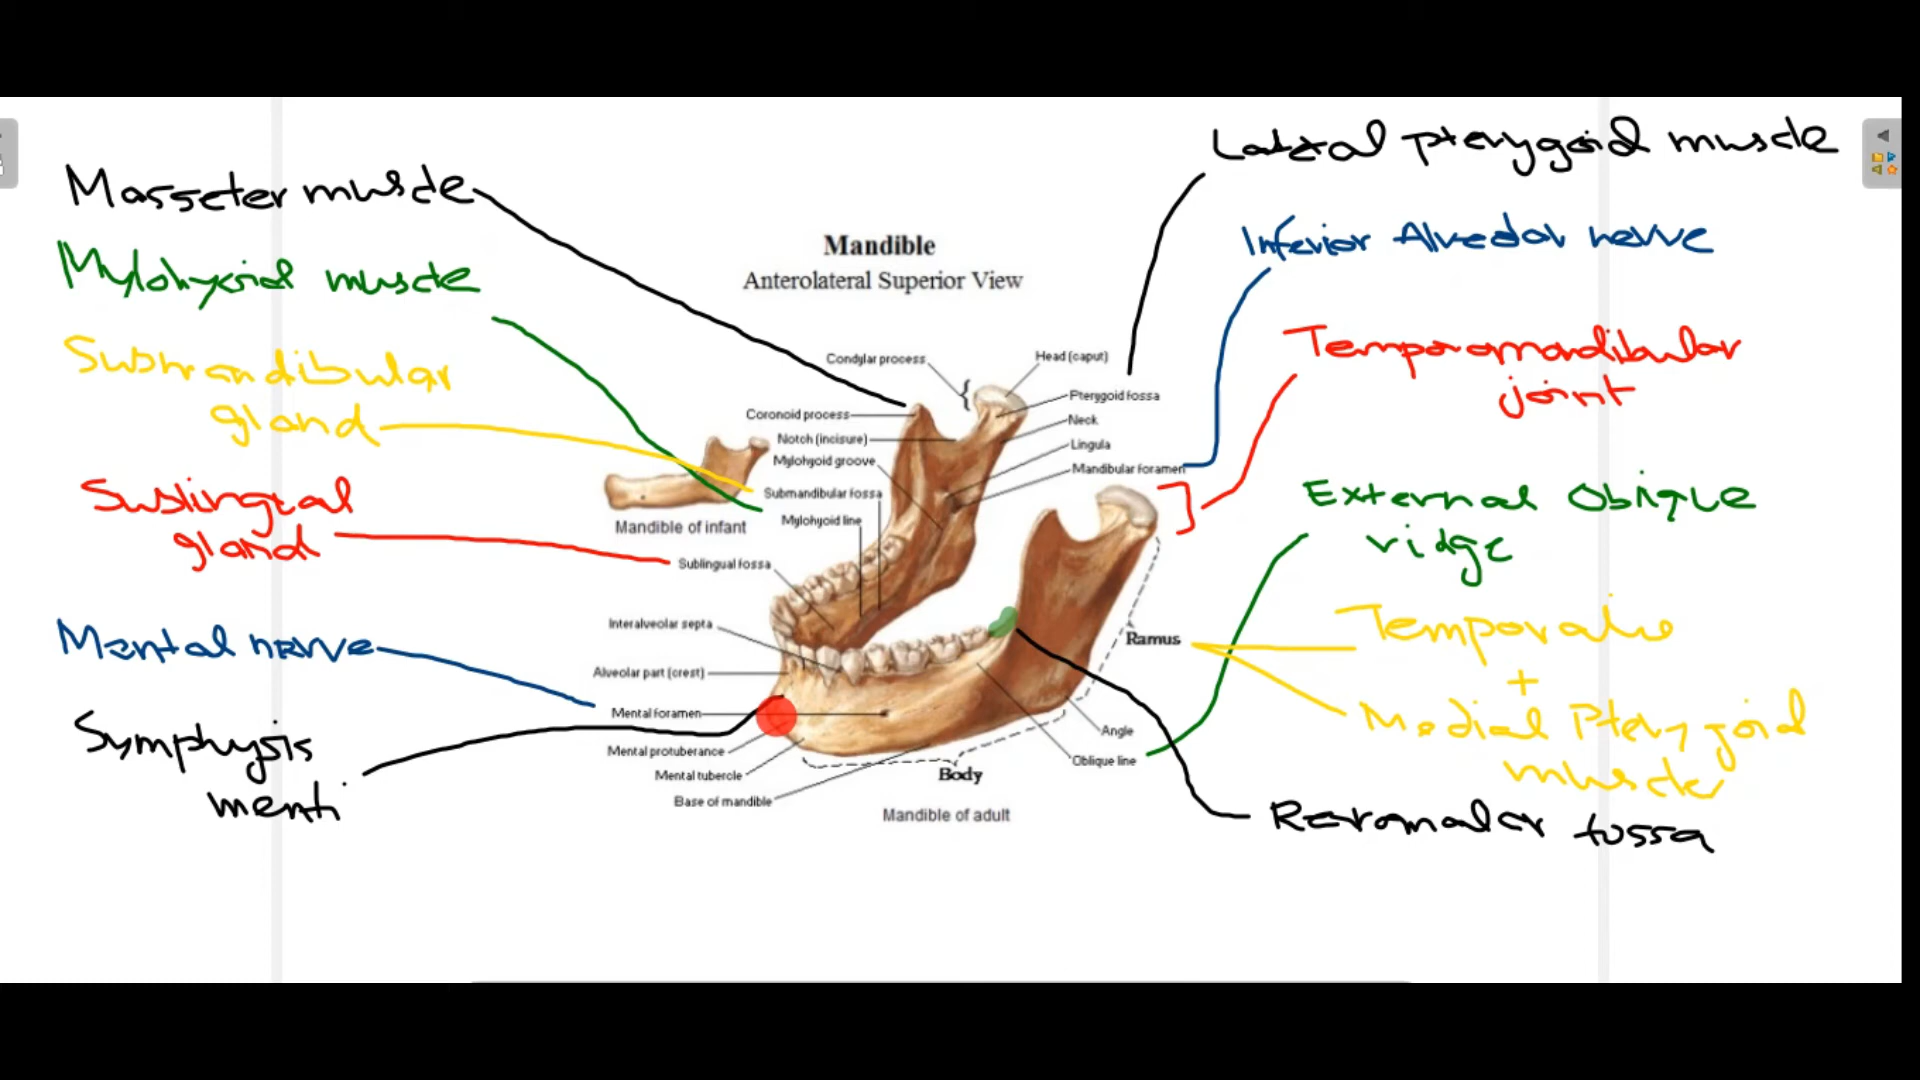 Lateral pterygoid muscle
Masseter muscle
Inferior Alveolar nerve
Mylohyoid muscle
Mandible
Anterolateral Superior View
Submandibular
gland
Temporomandibular
joint
Condylar process
Head (caput)
Pterygoid fossa
Coronoid process
Neck
Notch (incisure)
Lingula
Mylohyoid groove
Mandibular foramen
Submandibular fossa
Mylohyoid line
Mandible of infant
Sublingual
gland
External Oblique
ridge
Sublingual fossa
Interalveolar septa
Ramus
Temporalis
+
Medial Pterygoid
muscles
Mental nerve
Alveolar part (crest)
Mental foramen
Symphysis
menti
Mental protuberance
Angle
Oblique line
Mental tubercle
Body
Base of mandible
Mandible of adult
Retromolar fossa